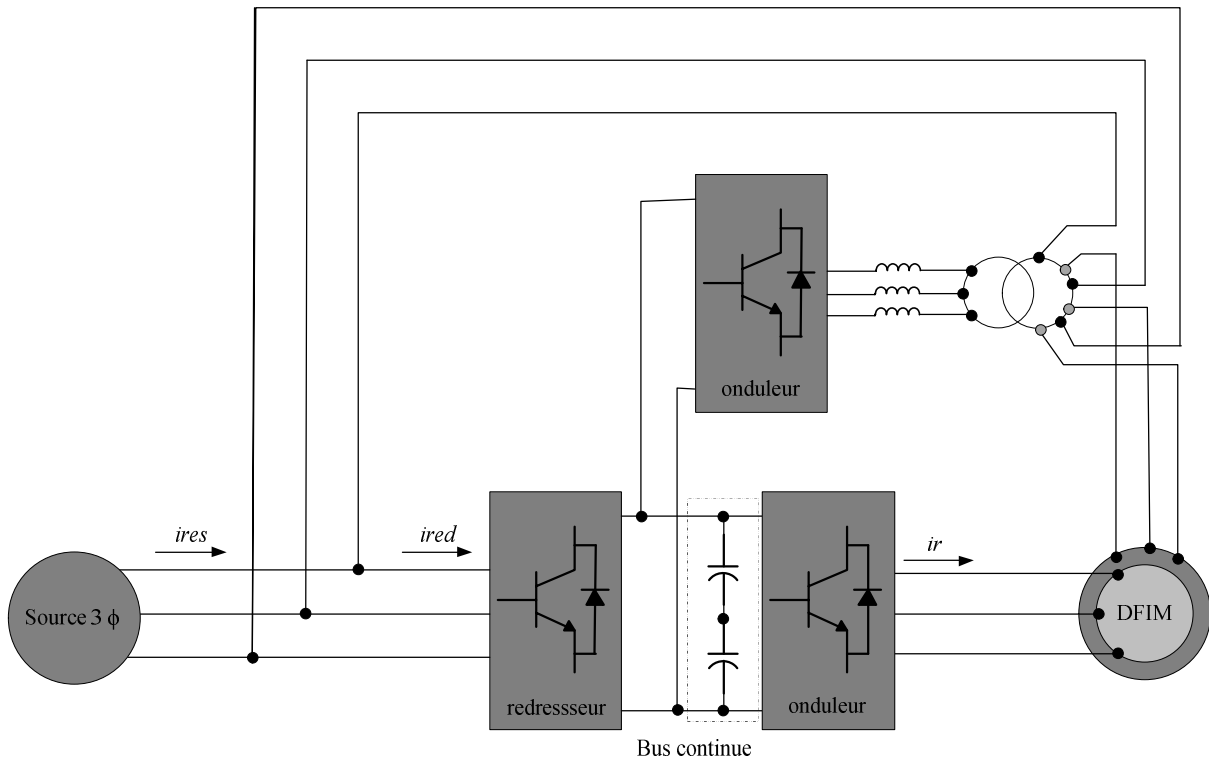 onduleur
ires
ired
ir
Source 3 ϕ
DFIM
redressseur
onduleur
Bus continue